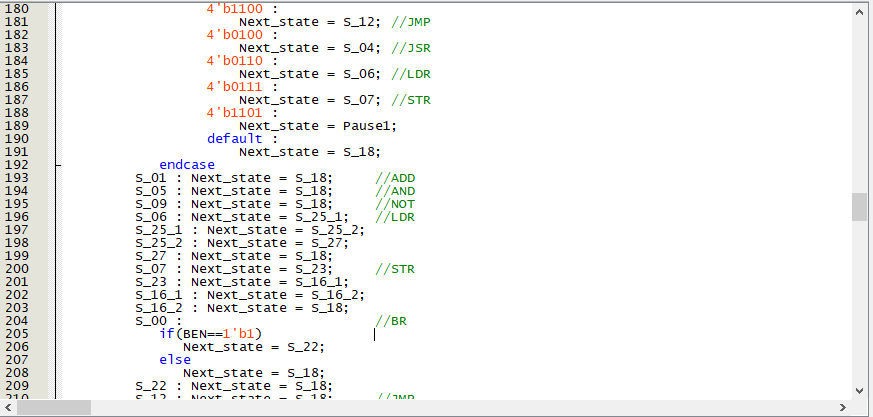 180 4'b1100 :
181 Next_state = S_12; //JMP
182 4'b0100 :
183 Next_state = S_04; //JSR
184 4'b0110 :
185 Next_state = S_06; //LDR
186 4'b0111 :
187 Next_state = S_07; //STR
188 4'b1101 :
189 Next_state = Pause1;
190 default :
191 Next_state = S_18;
192 endcase
193 S_01 : Next_state = S_18; //ADD
194 S_05 : Next_state = S_18; //AND
195 S_09 : Next_state = S_18; //NOT
196 S_06 : Next_state = S_25_1; //LDR
197 S_25_1 : Next_state = S_25_2;
198 S_25_2 : Next_state = S_27;
199 S_27 : Next_state = S_18;
200 S_07 : Next_state = S_23; //STR
201 S_23 : Next_state = S_16_1;
202 S_16_1 : Next_state = S_16_2;
203 S_16_2 : Next_state = S_18;
204 S_00 : //BR
205 if(BEN==1'b1)
206 Next_state = S_22;
207 else
208 Next_state = S_18;
209 S_22 : Next_state = S_18;
210 S_12 : Next_state = S_18; //JMP